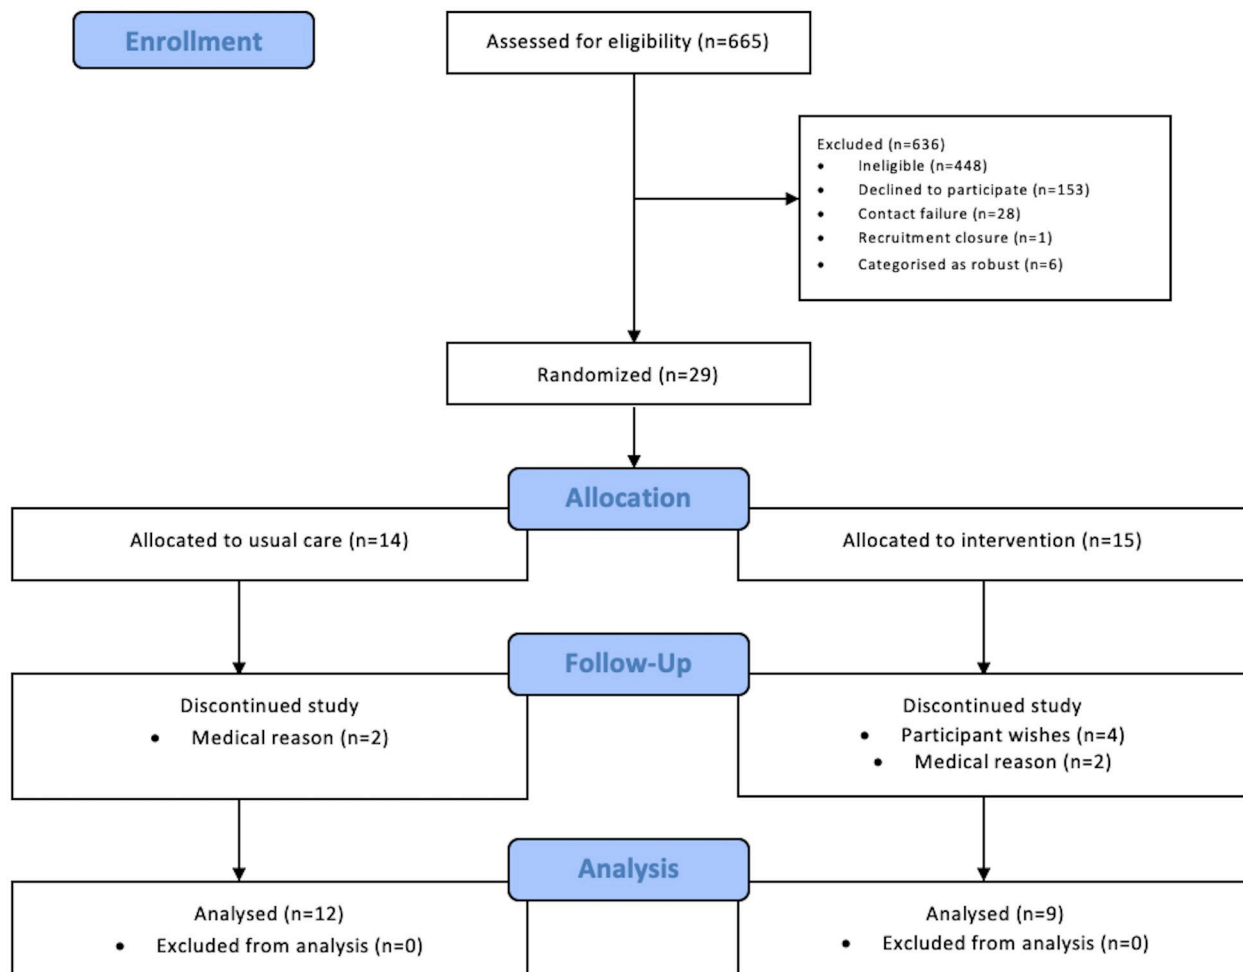 Enrollment
Assessed for eligibility (n=665)
Excluded (n=636)
• Ineligible (n=448)
• Declined to participate (n=153)
• Contact failure (n=28)
• Recruitment closure (n=1)
• Categorised as robust (n=6)
Randomized (n=29)
Allocation
Allocated to usual care (n=14)
Allocated to intervention (n=15)
Follow-Up
Discontinued study
• Medical reason (n=2)
Discontinued study
• Participant wishes (n=4)
• Medical reason (n=2)
Analysis
Analysed (n=12)
• Excluded from analysis (n=0)
Analysed (n=9)
• Excluded from analysis (n=0)